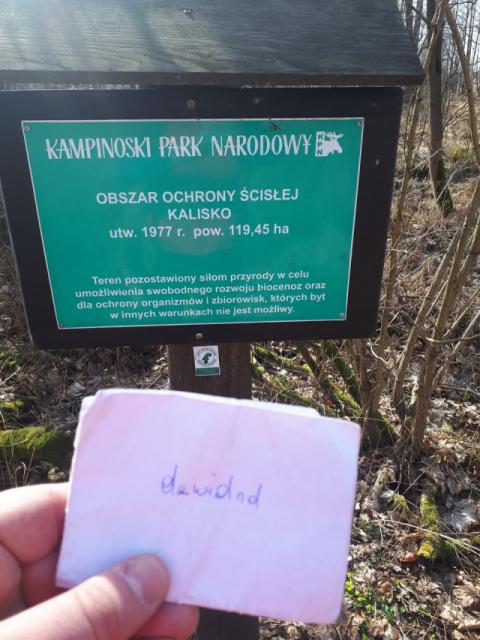 KAMPINOSKI PARK NARODOWY
KPN
OBSZAR OCHRONY ŚCISŁEJ
KALISKO
utw. 1977 r. pow. 119,45 ha
Teren pozostawiony siłom przyrody w celu
umożliwienia swobodnego rozwoju biocenoz oraz
dla ochrony organizmów i zbiorowisk, których byt
w innych warunkach nie jest możliwy.
dawidnd